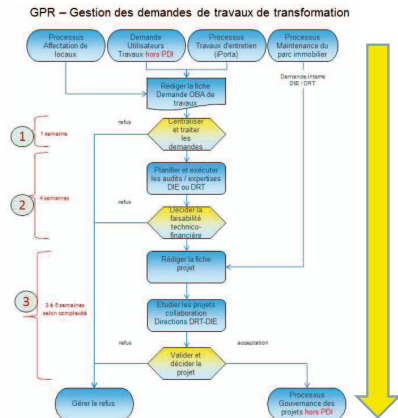 GPR – Gestion des demandes de travaux de transformation
Processus
Affectation de
locaux
Demande
Utilisateurs
Travaux hors PDI
Processus
Travaux d'entretien
(iPorta)
Processus
Maintenance du
parc immobilier
Demande interne
DIE / DRT
Rédiger la fiche
Demande OBA de
travaux
1
1 semaine
refus
Centraliser
et traiter
les
demandes
2
4 semaines
Planifier et exécuter
les audits / expertises
DIE ou DRT
refus
Décider la
faisabilité
technico-
financière
Rédiger la fiche
projet
3
selon complexité
Etudier les projets
collaboration
Directions DRT-DIE
refus
Valider et
décider le
projet
acceptation
Gérer le refus
Processus
Gouvernance des
projets hors PDI